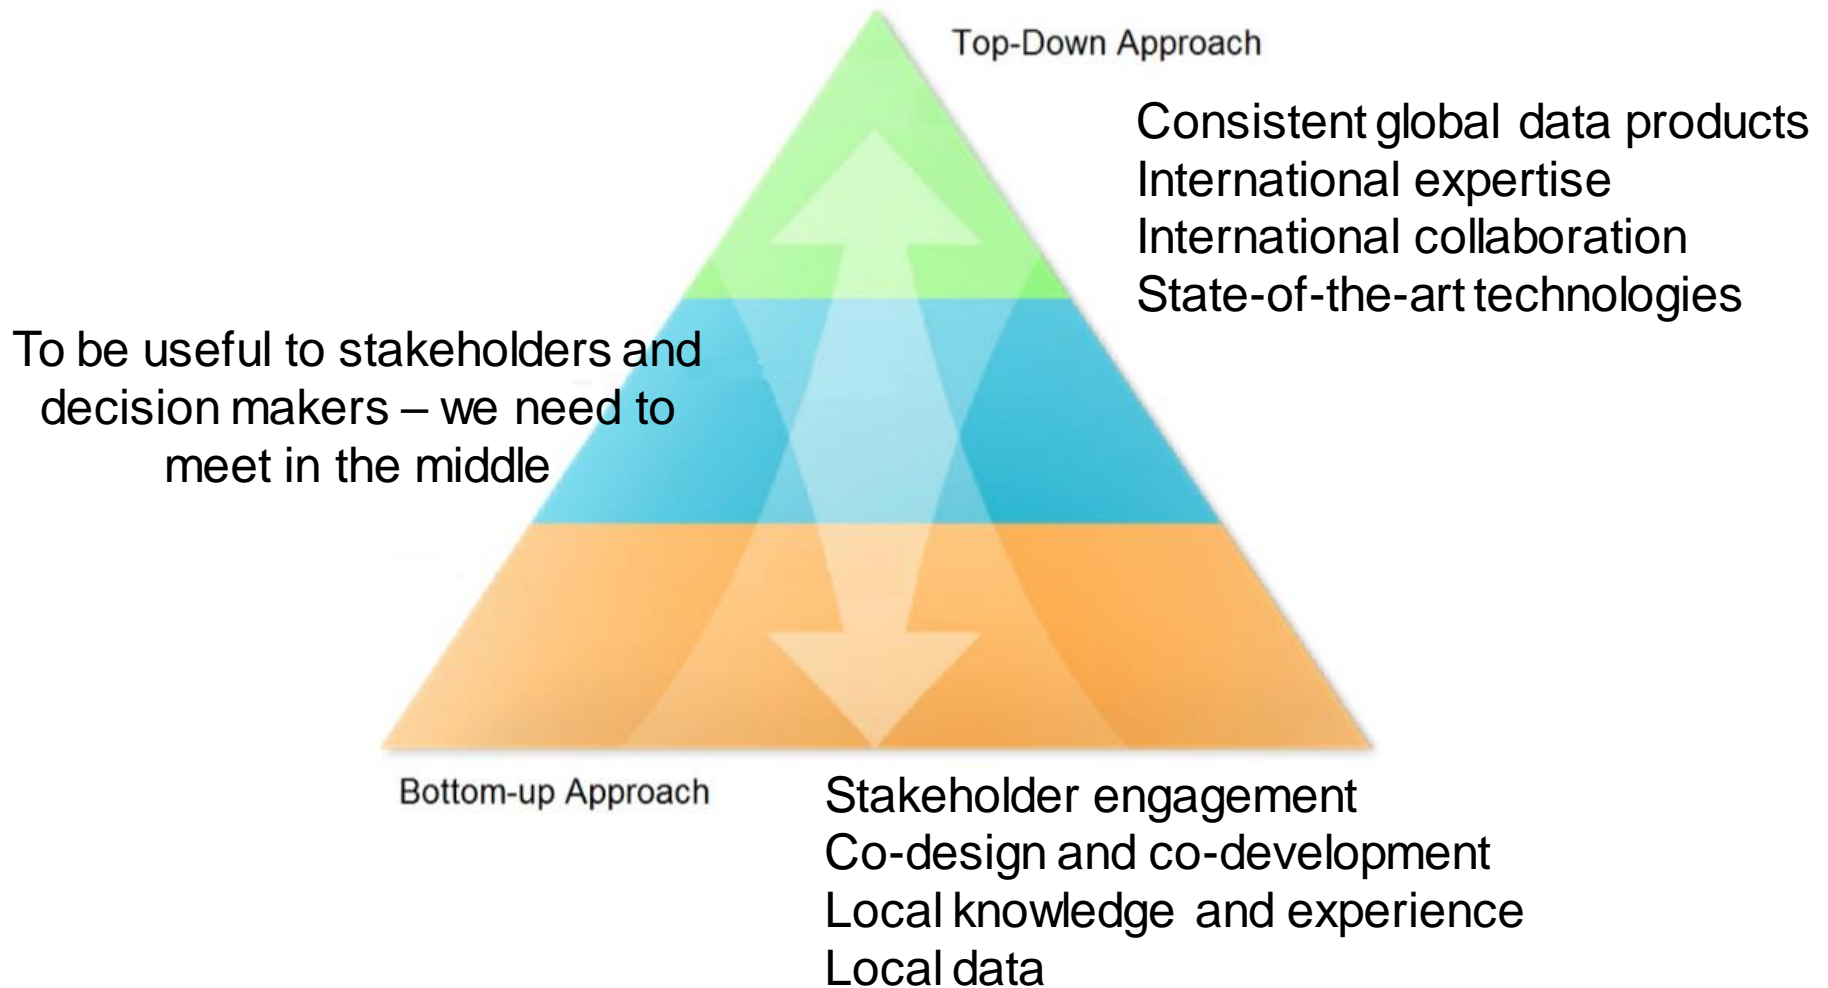 Top-Down Approach
Consistent global data products
International expertise
International collaboration
State-of-the-art technologies
To be useful to stakeholders and
decision makers – we need to
meet in the middle
Bottom-up Approach
Stakeholder engagement
Co-design and co-development
Local knowledge and experience
Local data